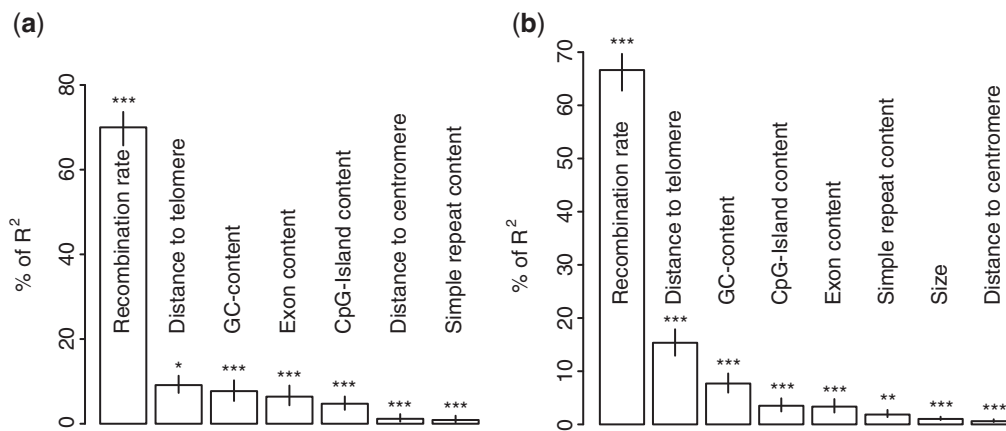 (a)
% of R²
80
60
40
20
0
***
*
***
***
***
***
***
Recombination rate
Distance to telomere
GC-content
Exon content
CpG-Island content
Distance to centromere
Simple repeat content
(b)
% of R²
70
60
50
40
30
20
10
0
***
***
***
***
***
**
***
***
Recombination rate
Distance to telomere
GC-content
CpG-Island content
Exon content
Simple repeat content
Size
Distance to centromere